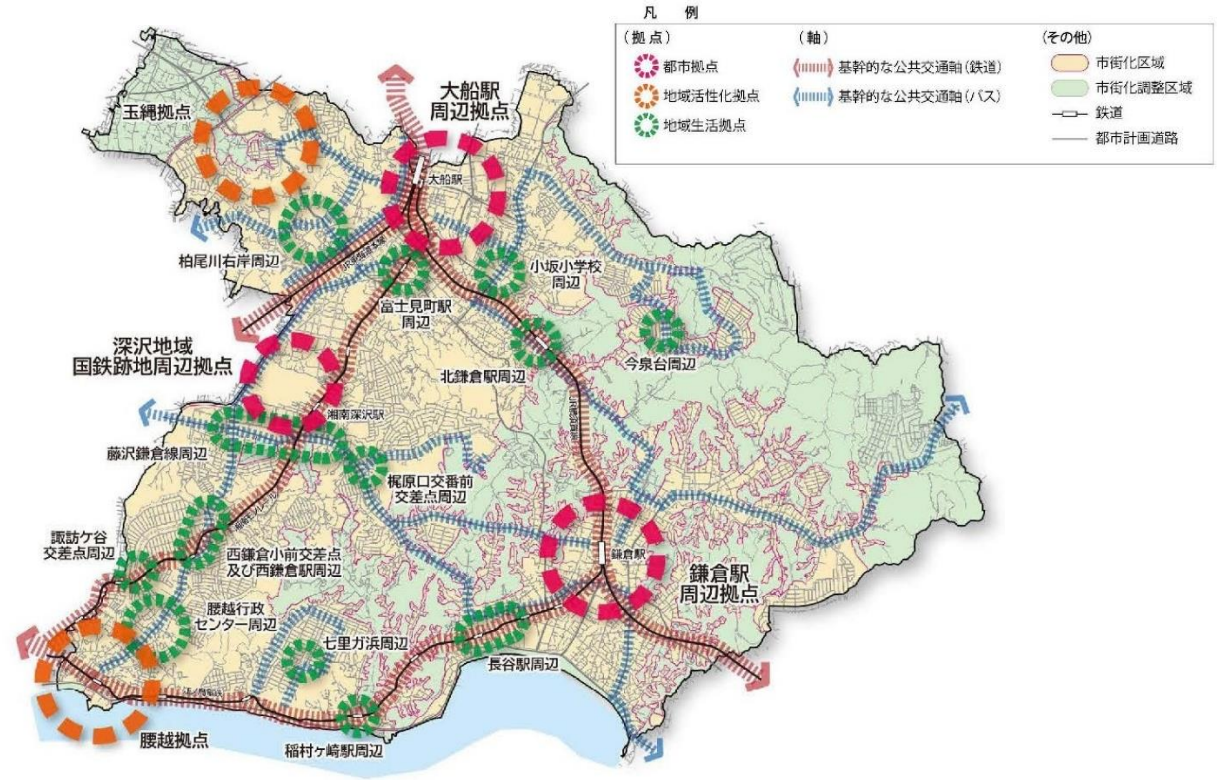 凡 例
(拠点)
都市拠点
地域活性化拠点
地域生活拠点
(軸)
基幹的な公共交通軸(鉄道)
基幹的な公共交通軸(バス)
(その他)
市街化区域
市街化調整区域
鉄道
都市計画道路
玉縄拠点
大船駅
周辺拠点
大船駅
柏尾川右岸周辺
富士見町駅
周辺
小坂小学校
周辺
深沢地域
国鉄跡地周辺拠点
北鎌倉駅周辺
今泉台周辺
湘南深沢駅
藤沢鎌倉線周辺
梶原口交番前
交差点周辺
諏訪ケ谷
交差点周辺
西鎌倉小前交差点
及び西鎌倉駅周辺
鎌倉駅
鎌倉駅
周辺拠点
腰越行政
センター周辺
七里ガ浜周辺
長谷駅周辺
腰越拠点
稲村ヶ崎駅周辺